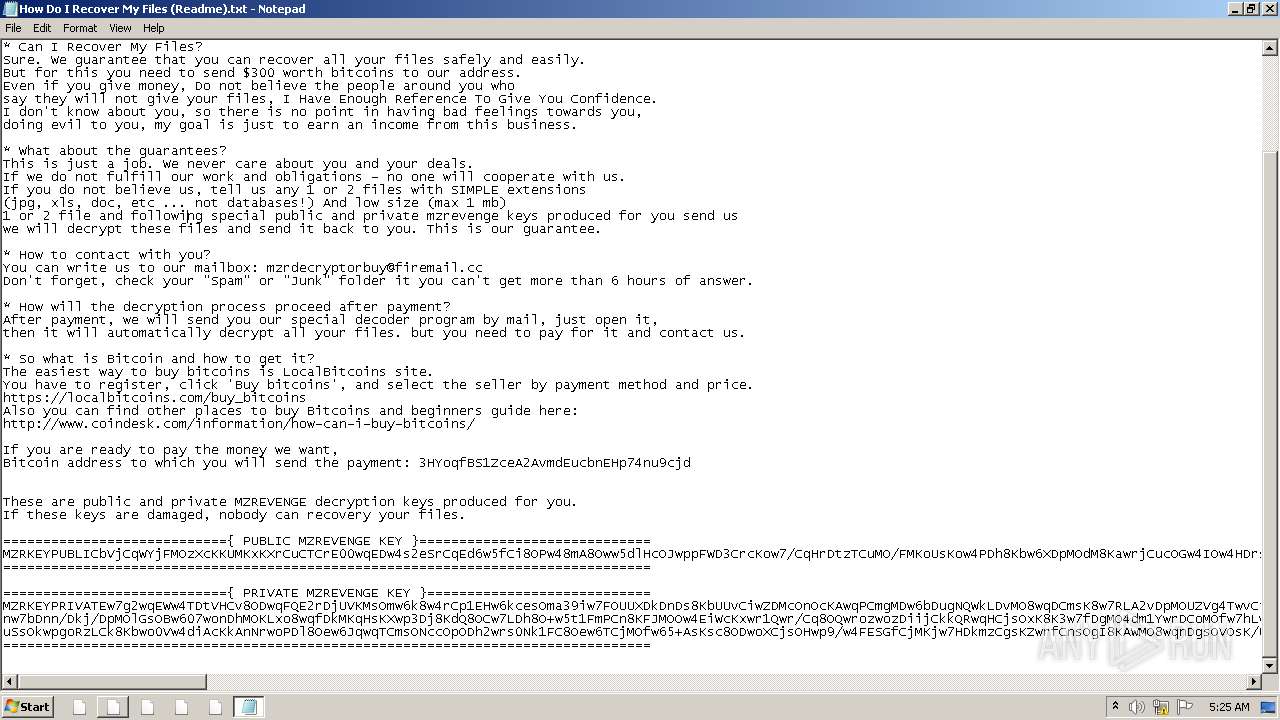 How Do I Recover My Files (Readme).txt - Notepad
File Edit Format View Help
* Can I Recover My Files?
Sure. We guarantee that you can recover all your files safely and easily.
But for this you need to send $300 worth bitcoins to our address.
Even if you give money, Do not believe the people around you who
say they will not give your files, I Have Enough Reference To Give You Confidence.
I don't know about you, so there is no point in having bad feelings towards you,
doing evil to you, my goal is just to earn an income from this business.
* What about the guarantees?
This is just a job. We never care about you and your deals.
If we do not fulfill our work and obligations - no one will cooperate with us.
If you do not believe us, tell us any 1 or 2 files with SIMPLE extensions
(jpg, xls, doc, etc ... not databases!) And low size (max 1 mb)
1 or 2 file and following special public and private mzrevenge keys produced for you send us
we will decrypt these files and send it back to you. This is our guarantee.
* How to contact with you?
You can write us to our mailbox: mzrdecryptorbuy@firemail.cc
Don't forget, check your "Spam" or "Junk" folder it you can't get more than 6 hours of answer.
* How will the decryption process proceed after payment?
After payment, we will send you our special decoder program by mail, just open it,
then it will automatically decrypt all your files. but you need to pay for it and contact us.
* So what is Bitcoin and how to get it?
The easiest way to buy bitcoins is LocalBitcoins site.
You have to register, click 'Buy bitcoins', and select the seller by payment method and price.
https://localbitcoins.com/buy_bitcoins
Also you can find other places to buy Bitcoins and beginners guide here:
http://www.coindesk.com/information/how-can-i-buy-bitcoins/
If you are ready to pay the money we want,
Bitcoin address to which you will send the payment: 3HYoqfBS1ZceA2AvmdEucbnEHp74nu9cjd
These are public and private MZREVENGE decryption keys produced for you.
If these keys are damaged, nobody can recovery your files.
==========================={ PUBLIC MZREVENGE KEY }===========================
================================================================================
==========================={ PRIVATE MZREVENGE KEY }===========================
================================================================================
ANY RUN
Start
5:25 AM